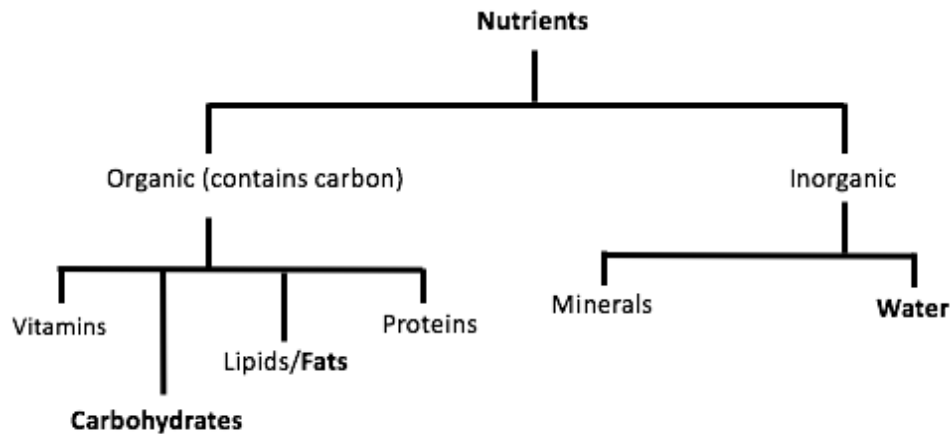 Nutrients
Organic (contains carbon)
Inorganic
Vitamins
Carbohydrates
Lipids/Fats
Proteins
Minerals
Water